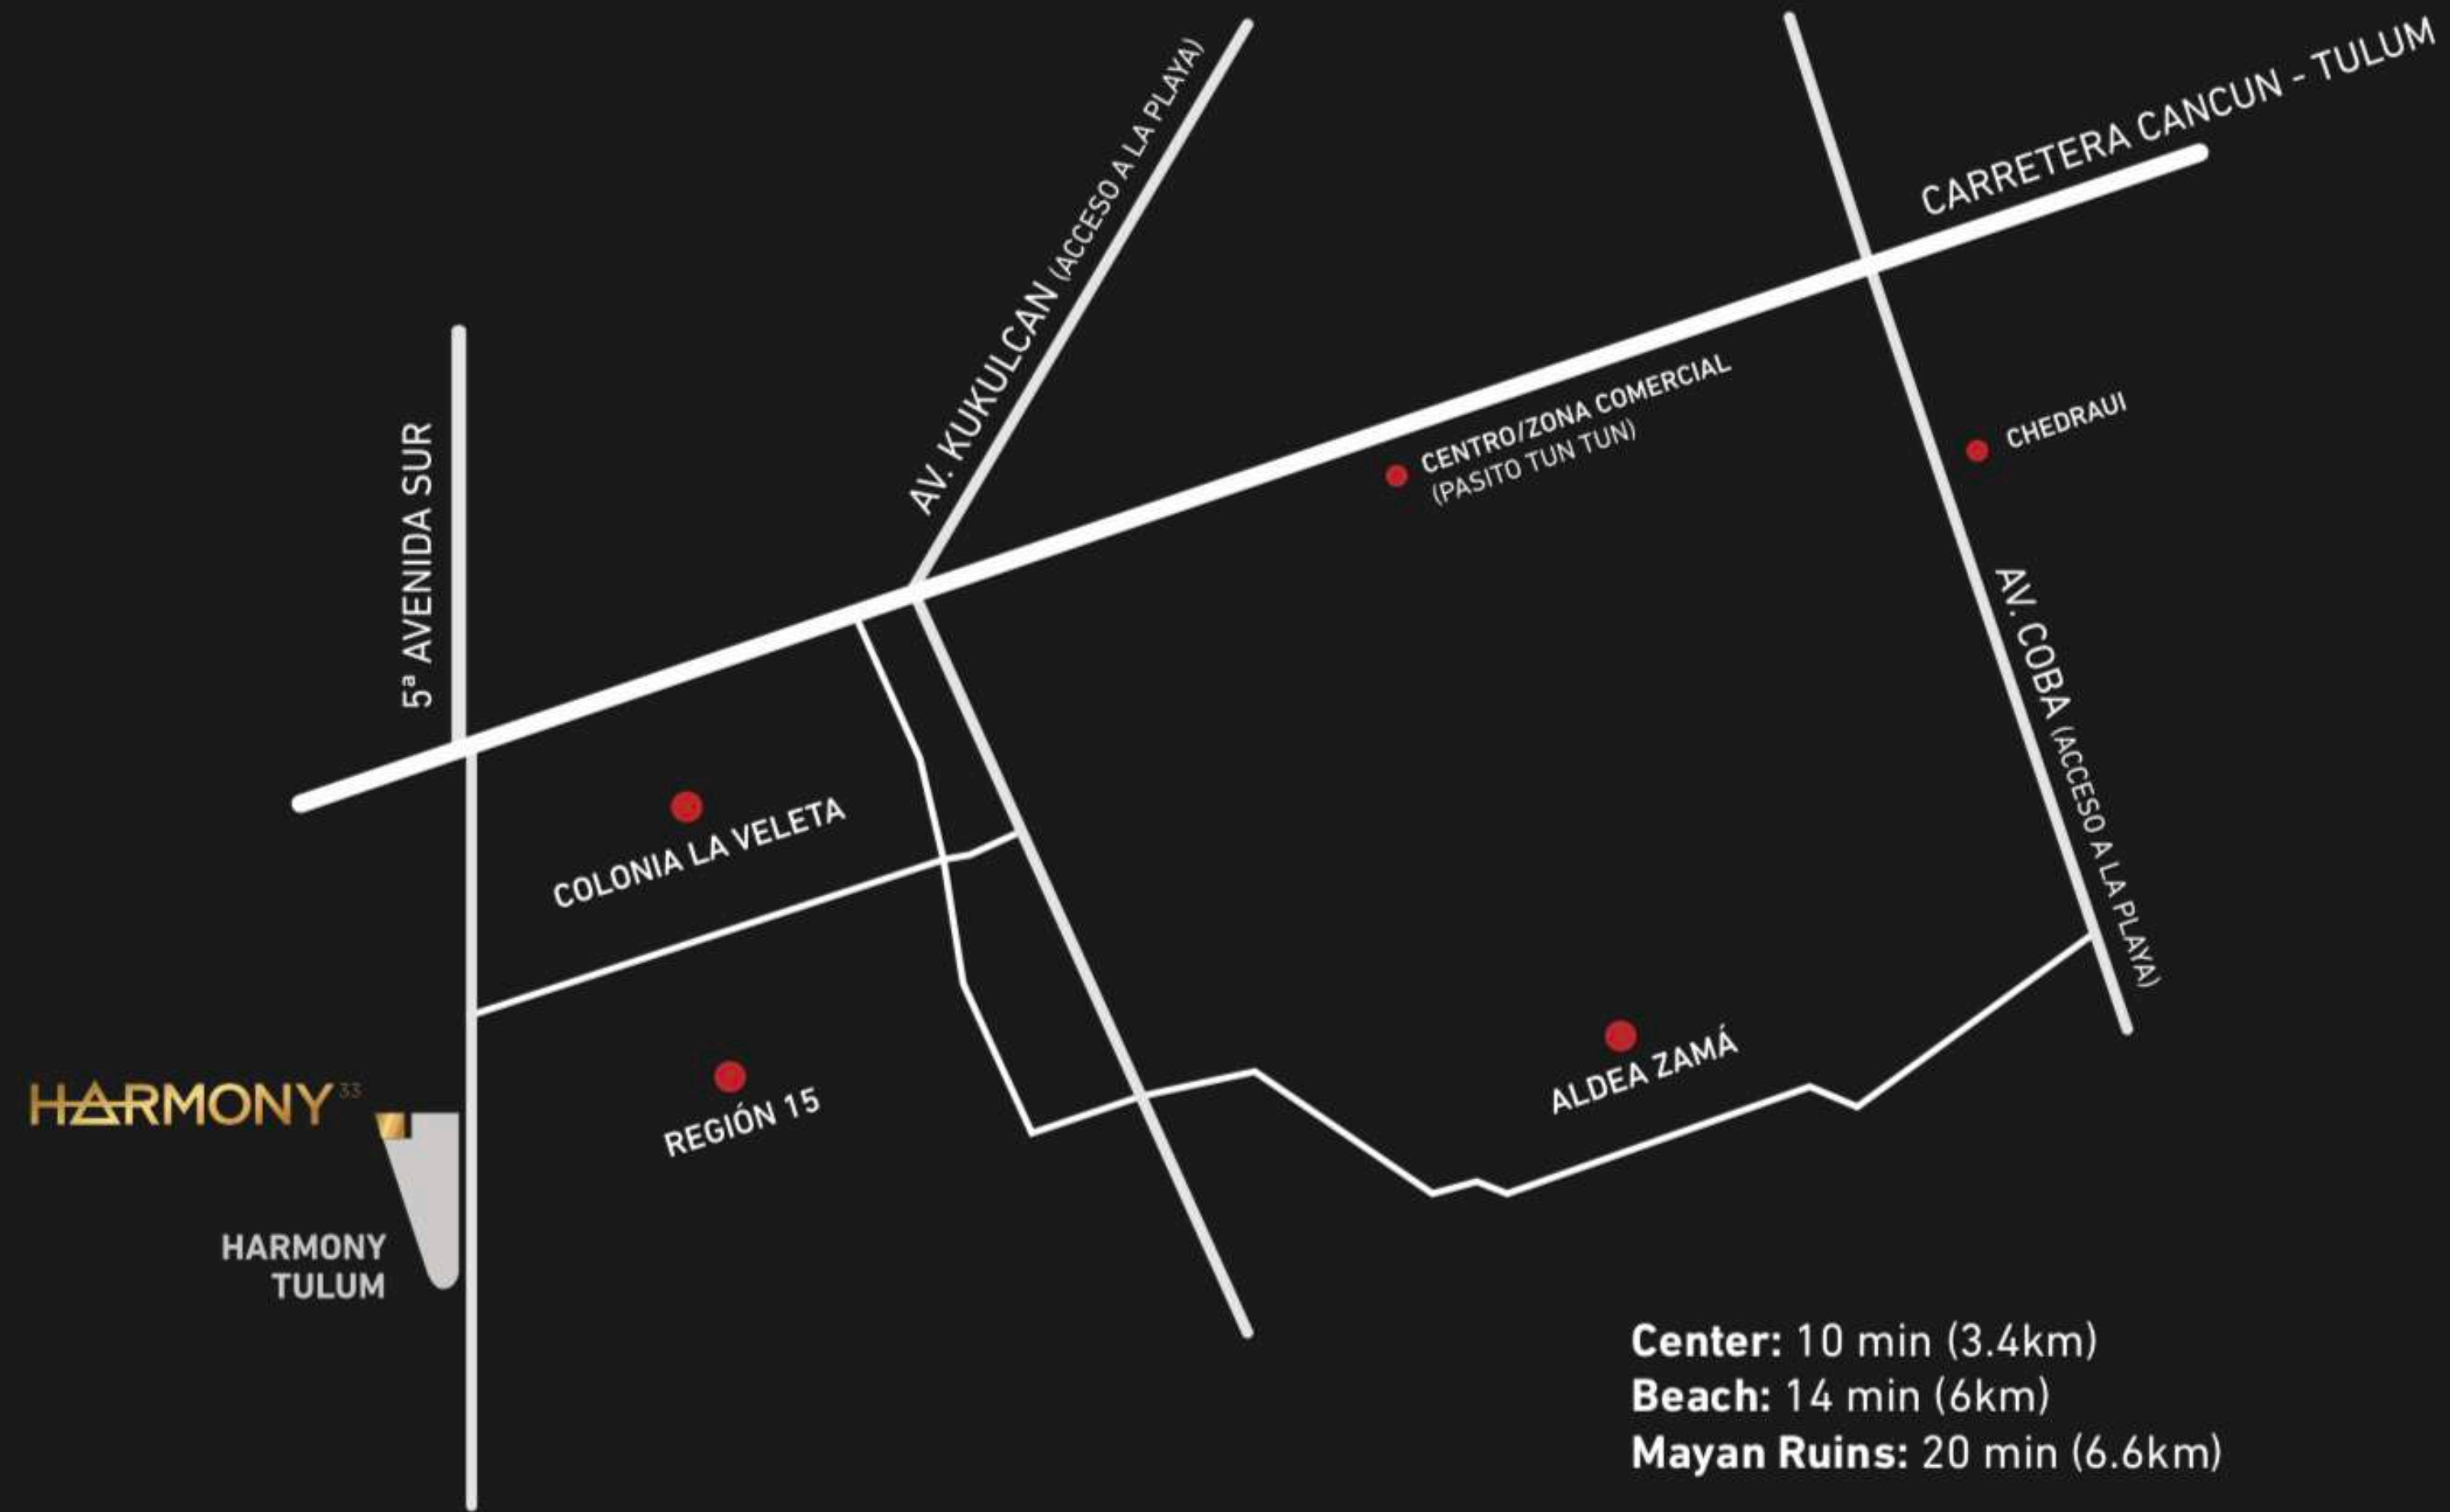 AV. KUKULCAN (ACCESO A LA PLAYA)
CARRETERA CANCUN - TULUM
5ª AVENIDA SUR
CENTRO/ZONA COMERCIAL
(PASITO TUN TUN)
CHEDRAUI
AV. COBA (ACCESO A LA PLAYA)
COLONIA LA VELETA
REGIÓN 15
ALDEA ZAMÁ
HARMONY 33
HARMONY
TULUM
Center: 10 min (3.4km)
Beach: 14 min (6km)
Mayan Ruins: 20 min (6.6km)